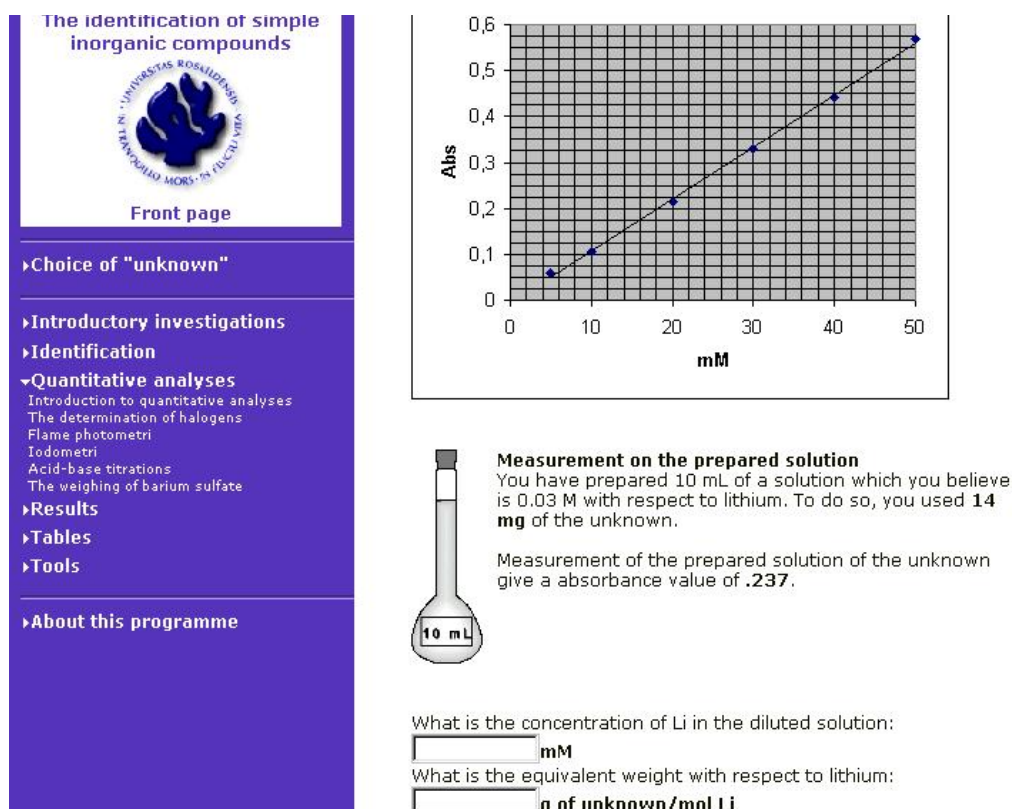 The identification of simple
inorganic compounds
UNIVERSITAS ROSKILDENSIS
IN TRANQUILLO MORS
Front page
Choice of "unknown"
Introductory investigations
Identification
Quantitative analyses
Introduction to quantitative analyses
The determination of halogens
Flame photometri
Iodometri
Acid-base titrations
The weighing of barium sulfate
Results
Tables
Tools
About this programme
0,6
0,5
0,4
0,3
0,2
0,1
0
Abs
0 10 20 30 40 50
mM
Measurement on the prepared solution
You have prepared 10 mL of a solution which you believe
is 0.03 M with respect to lithium. To do so, you used 14
mg of the unknown.
Measurement of the prepared solution of the unknown
give a absorbance value of .237.
10 mL
What is the concentration of Li in the diluted solution:
mM
What is the equivalent weight with respect to lithium:
g of unknown/mol Li